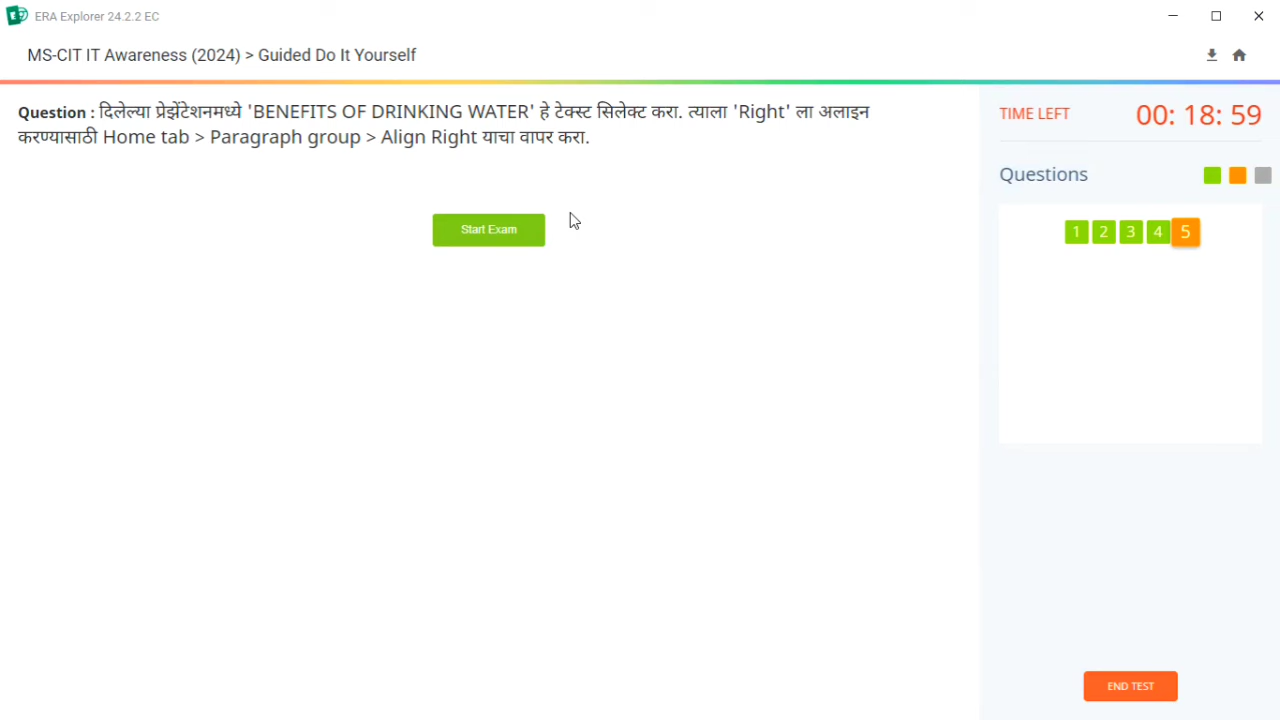 ERA Explorer 24.2.2 EC
MS-CIT IT Awareness (2024) > Guided Do It Yourself
Question : दिलेल्या प्रेझेंटेशनमध्ये 'BENEFITS OF DRINKING WATER' हे टेक्स्ट सिलेक्ट करा. त्याला 'Right' ला अलाइन
करण्यासाठी Home tab > Paragraph group > Align Right याचा वापर करा.
Start Exam
TIME LEFT 00: 18: 59
Questions
1 2 3 4 5
END TEST